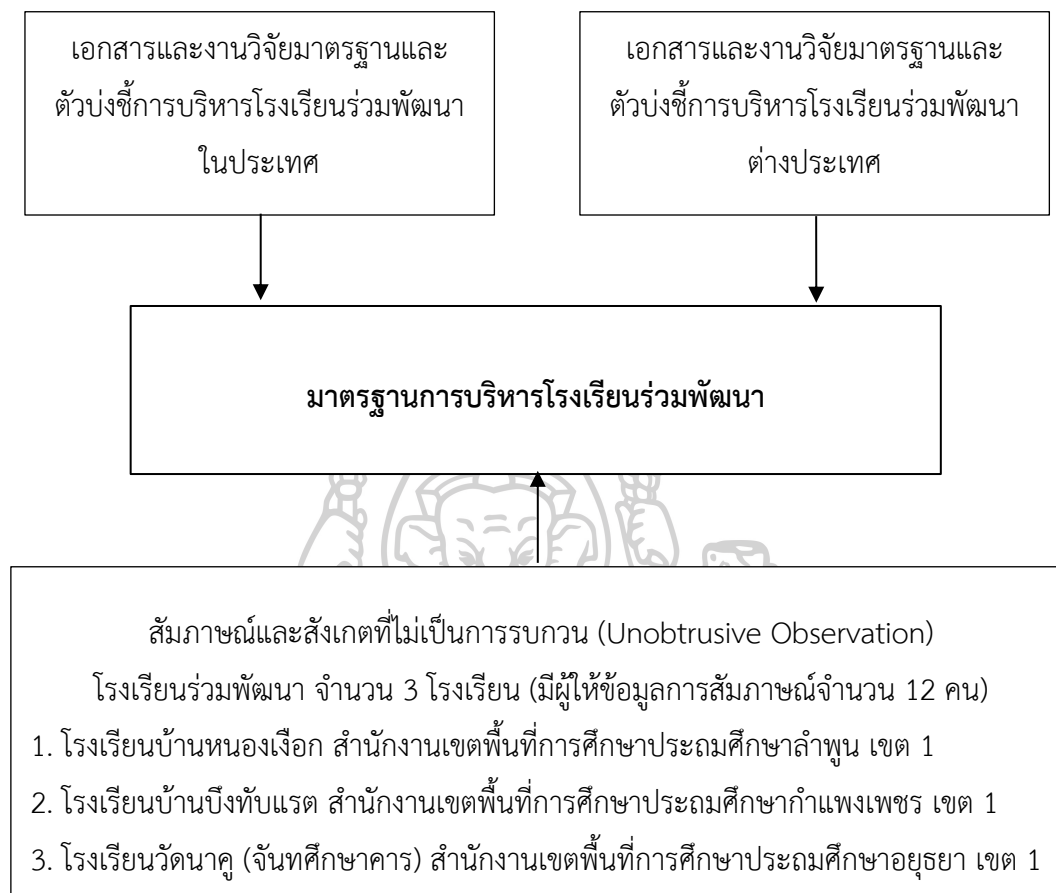 เอกสารและงานวิจัยมาตรฐานและ
ตัวบ่งชี้การบริหารโรงเรียนร่วมพัฒนา
ในประเทศ
เอกสารและงานวิจัยมาตรฐานและ
ตัวบ่งชี้การบริหารโรงเรียนร่วมพัฒนา
ต่างประเทศ
มาตรฐานการบริหารโรงเรียนร่วมพัฒนา
สัมภาษณ์และสังเกตที่ไม่เป็นการรบกวน (Unobtrusive Observation)
โรงเรียนร่วมพัฒนา จำนวน 3 โรงเรียน (มีผู้ให้ข้อมูลการสัมภาษณ์จำนวน 12 คน)
1. โรงเรียนบ้านหนองเงือก สำนักงานเขตพื้นที่การศึกษาประถมศึกษาลำพูน เขต 1
2. โรงเรียนบ้านบึงทับแรต สำนักงานเขตพื้นที่การศึกษาประถมศึกษากำแพงเพชร เขต 1
3. โรงเรียนวัดนาคู (จันทศึกษาคาร) สำนักงานเขตพื้นที่การศึกษาประถมศึกษาอยุธยา เขต 1